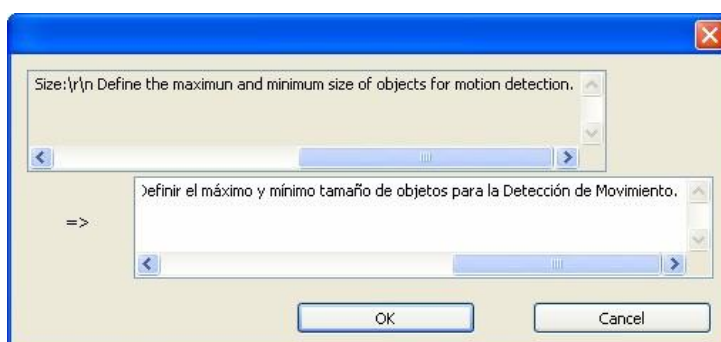 Size:\r\n Define the maximun and minimum size of objects for motion detection.
=>
Definir el máximo y mínimo tamaño de objetos para la Detección de Movimiento.
OK
Cancel